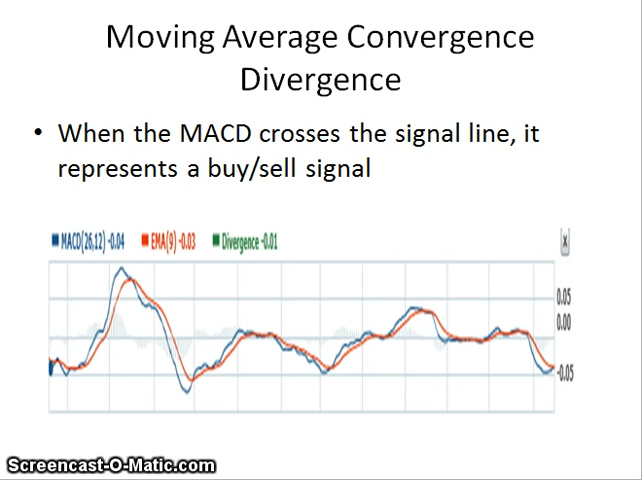 Moving Average Convergence
Divergence
• When the MACD crosses the signal line, it
represents a buy/sell signal
MACD(26,12) -0.04 EMA(9) -0.03 Divergence -0.01
x
0.05
0.00
-0.05
Screencast-O-Matic.com